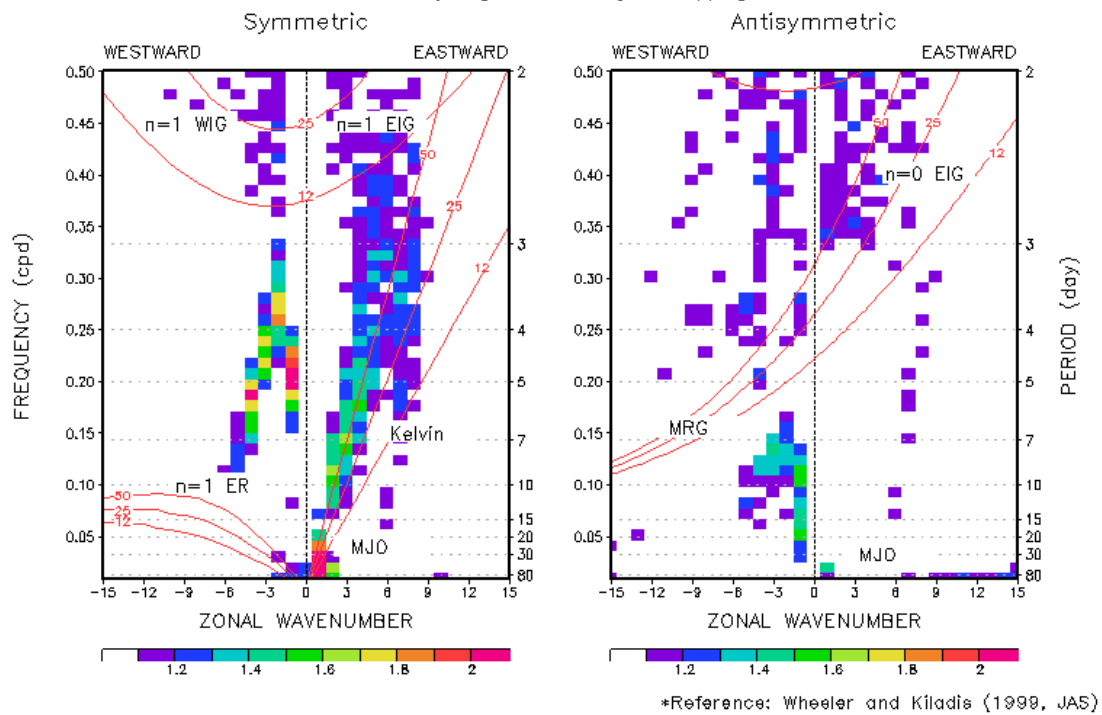 Symmetric
Antisymmetric
WESTWARD EASTWARD
WESTWARD EASTWARD
0.50
0.45
0.40
0.35
0.30
0.25
0.20
0.15
0.10
0.05
FREQUENCY (cpd)
n=1 WIG
n=1 EIG
25
12
50
25
12
Kelvin
n=1 ER
50
25
12
MJO
2
3
4
5
7
10
15
20
30
80
-15 -12 -9 -6 -3 0 3 6 9 12 15
ZONAL WAVENUMBER
1.2 1.4 1.6 1.8 2
0.50
0.45
0.40
0.35
0.30
0.25
0.20
0.15
0.10
0.05
50
25
12
n=0 EIG
MRG
MJO
2
3
4
5
7
10
15
20
30
80
PERIOD (day)
-15 -12 -9 -6 -3 0 3 6 9 12 15
ZONAL WAVENUMBER
1.2 1.4 1.6 1.8 2
*Reference: Wheeler and Kiladis (1999, JAS)